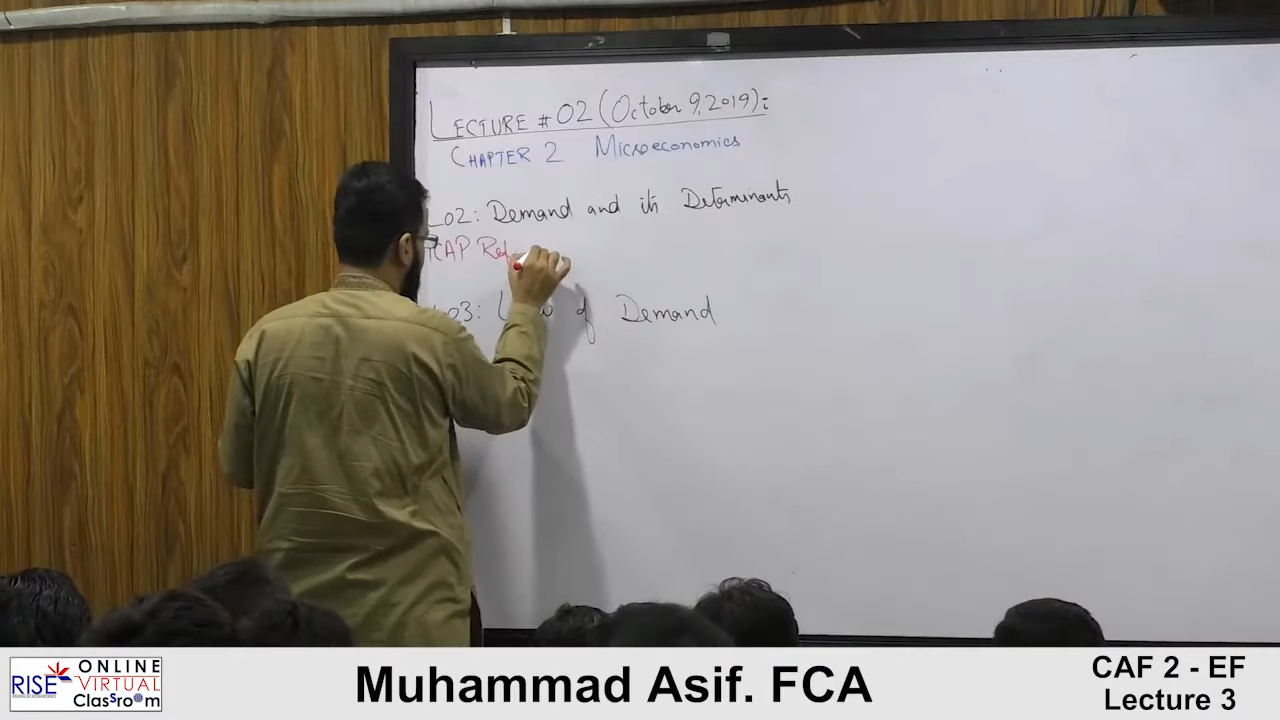 LECTURE # 02 (October 9, 2019):
CHAPTER 2 Microeconomics
LO2: Demand and its Determinants
CAP Ref
LO3: Law of Demand
RISE
ONLINE
VIRTUAL
Classroom
Muhammad Asif. FCA
CAF 2 - EF
Lecture 3